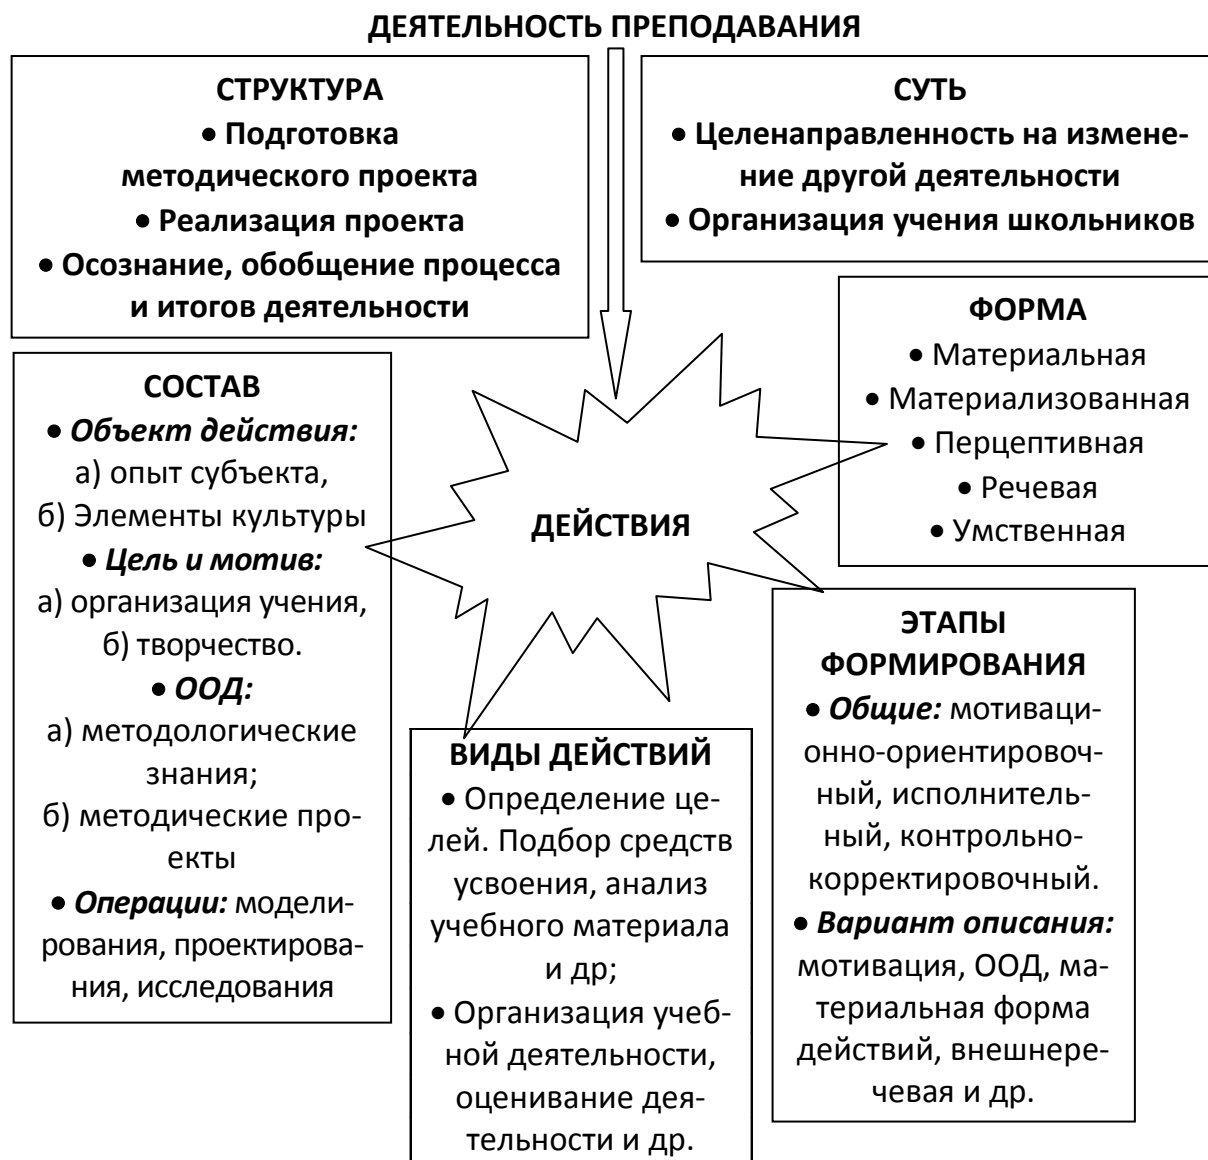 ДЕЯТЕЛЬНОСТЬ ПРЕПОДАВАНИЯ
СТРУКТУРА
• Подготовка
методического проекта
• Реализация проекта
• Осознание, обобщение процесса
и итогов деятельности
СУТЬ
• Целенаправленность на измене-
ние другой деятельности
• Организация учения школьников
ФОРМА
• Материальная
• Материализованная
• Перцептивная
• Речевая
• Умственная
СОСТАВ
• Объект действия:
а) опыт субъекта,
б) Элементы культуры
• Цель и мотив:
а) организация учения,
б) творчество.
• ООД:
а) методологические
знания;
б) методические про-
екты
• Операции: модели-
рования, проектирова-
ния, исследования
ДЕЙСТВИЯ
ВИДЫ ДЕЙСТВИЙ
• Определение це-
лей. Подбор средств
усвоения, анализ
учебного материала
и др;
• Организация учеб-
ной деятельности,
оценивание дея-
тельности и др.
ЭТАПЫ
ФОРМИРОВАНИЯ
• Общие: мотиваци-
онно-ориентировоч-
ный, исполнитель-
ный, контрольно-
корректировочный.
• Вариант описания:
мотивация, ООД, ма-
териальная форма
действий, внешнере-
чевая и др.